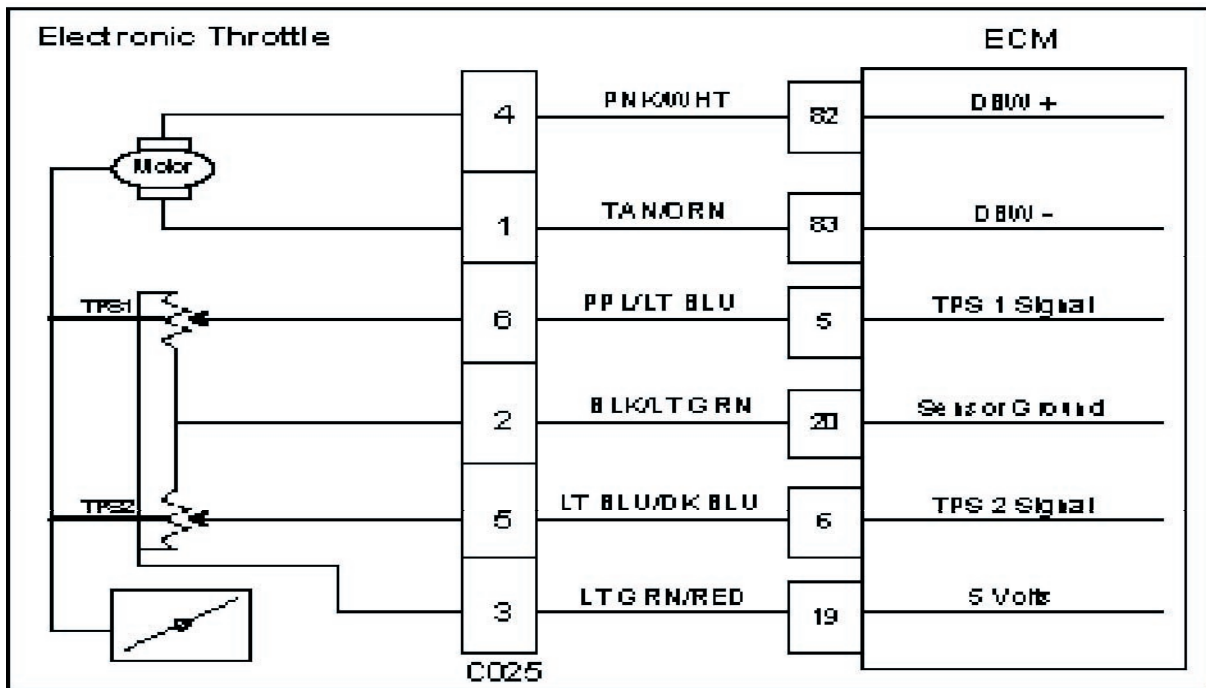 Electronic Throttle
ECM
4
PNK/WHT
82
DBW +
Motor
1
TAN/ORN
83
DBW -
TPS1
6
PPL/LT BLU
5
TPS 1 Signal
2
BLK/LT GRN
20
Sensor Ground
TPS2
5
LT BLU/DK BLU
6
TPS 2 Signal
3
LT GRN/RED
19
5 Volts
C025